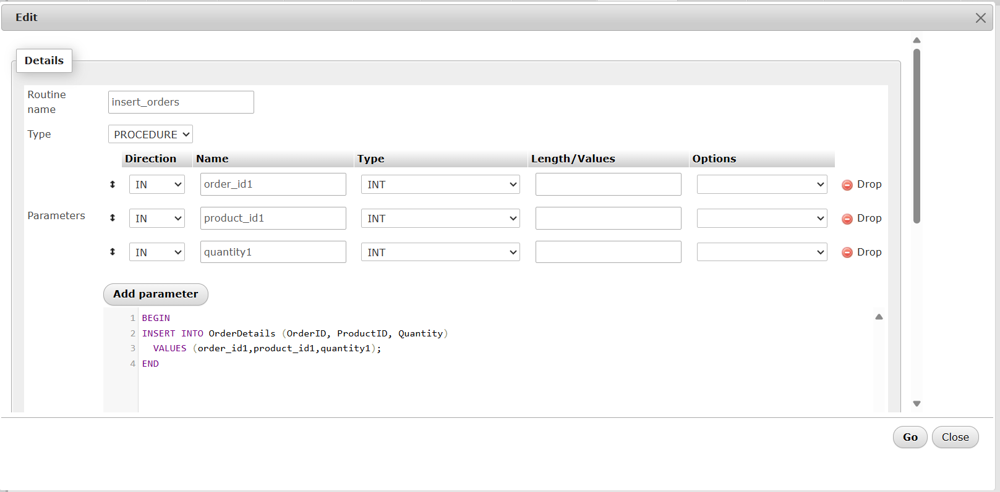 Edit
Details
Routine name
insert_orders
Type
PROCEDURE
Direction Name Type Length/Values Options
IN order_id1 INT Drop
Parameters
IN product_id1 INT Drop
IN quantity1 INT Drop
Add parameter
1 BEGIN
2 INSERT INTO OrderDetails (OrderID, ProductID, Quantity)
3 VALUES (order_id1,product_id1,quantity1);
4 END
Go Close